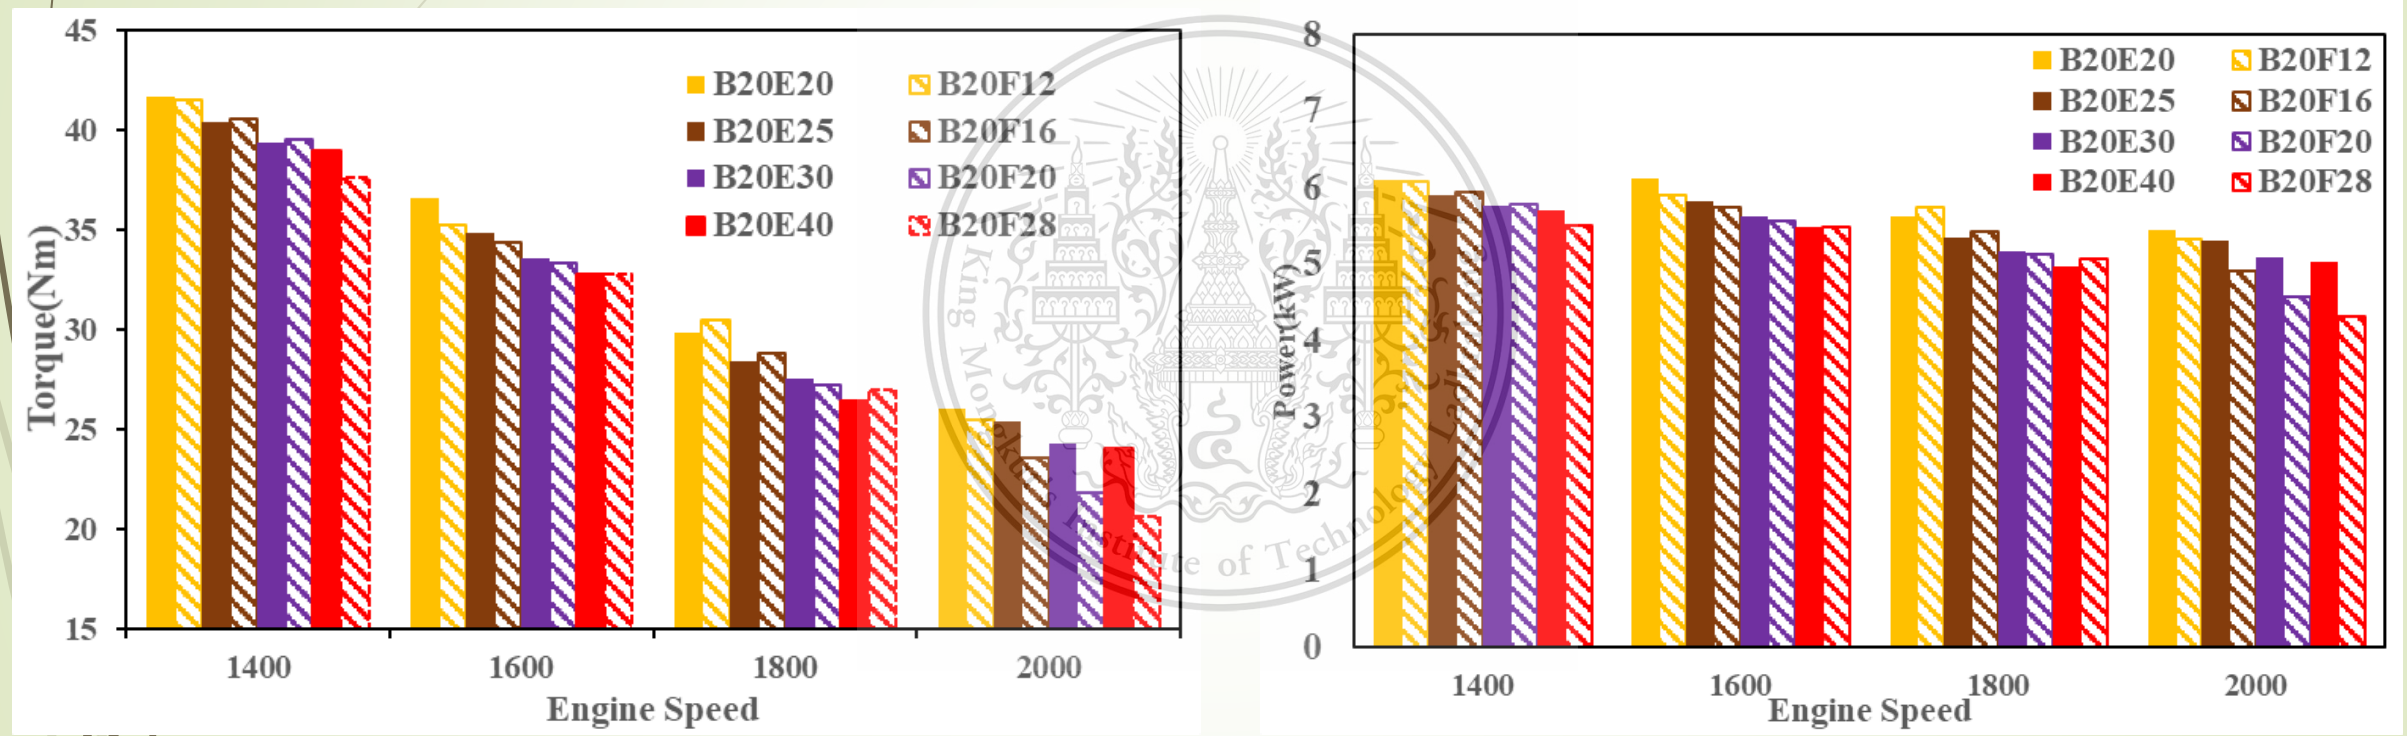 45
40
35
30
25
20
15
Torque(Nm)
B20E20 B20F12
B20E25 B20F16
B20E30 B20F20
B20E40 B20F28
1400 1600 1800 2000
Engine Speed
King Mongkut's Institute of Technology Ladk
8
7
6
5
4
3
2
1
0
Power(kW)
B20E20 B20F12
B20E25 B20F16
B20E30 B20F20
B20E40 B20F28
1400 1600 1800 2000
Engine Speed